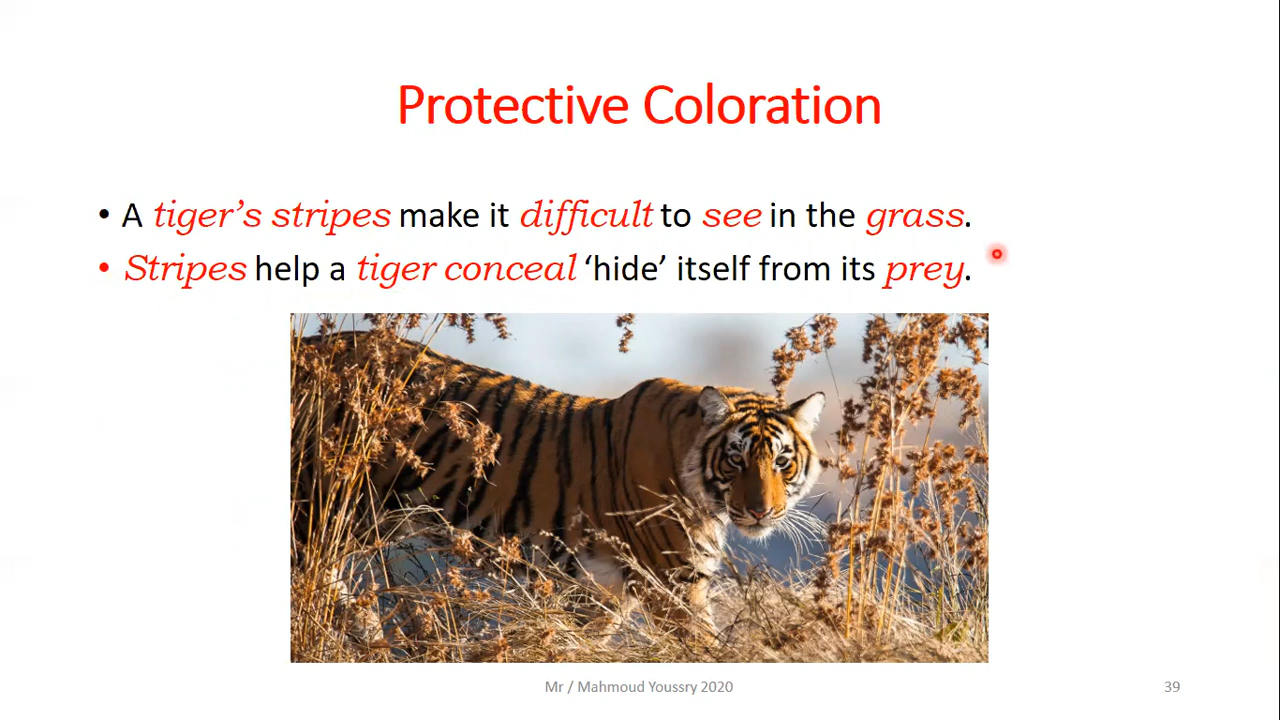 Protective Coloration
• A tiger’s stripes make it difficult to see in the grass.
• Stripes help a tiger conceal ‘hide’ itself from its prey.
Mr / Mahmoud Youssry 2020
39